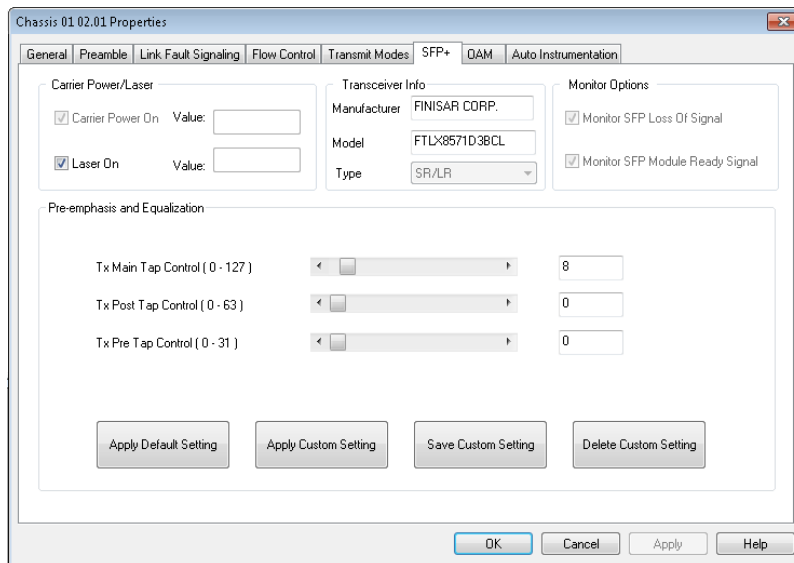 Chassis 01 02.01 Properties
General Preamble Link Fault Signaling Flow Control Transmit Modes SFP+ OAM Auto Instrumentation
Carrier Power/Laser
Carrier Power On Value:
Laser On Value:
Transceiver Info
Manufacturer FINISAR CORP.
Model FTLX8571D3BCL
Type SR/LR
Monitor Options
Monitor SFP Loss Of Signal
Monitor SFP Module Ready Signal
Pre-emphasis and Equalization
Tx Main Tap Control ( 0 - 127 ) 8
Tx Post Tap Control ( 0 - 63 ) 0
Tx Pre Tap Control ( 0 - 31 ) 0
Apply Default Setting Apply Custom Setting Save Custom Setting Delete Custom Setting
OK Cancel Apply Help